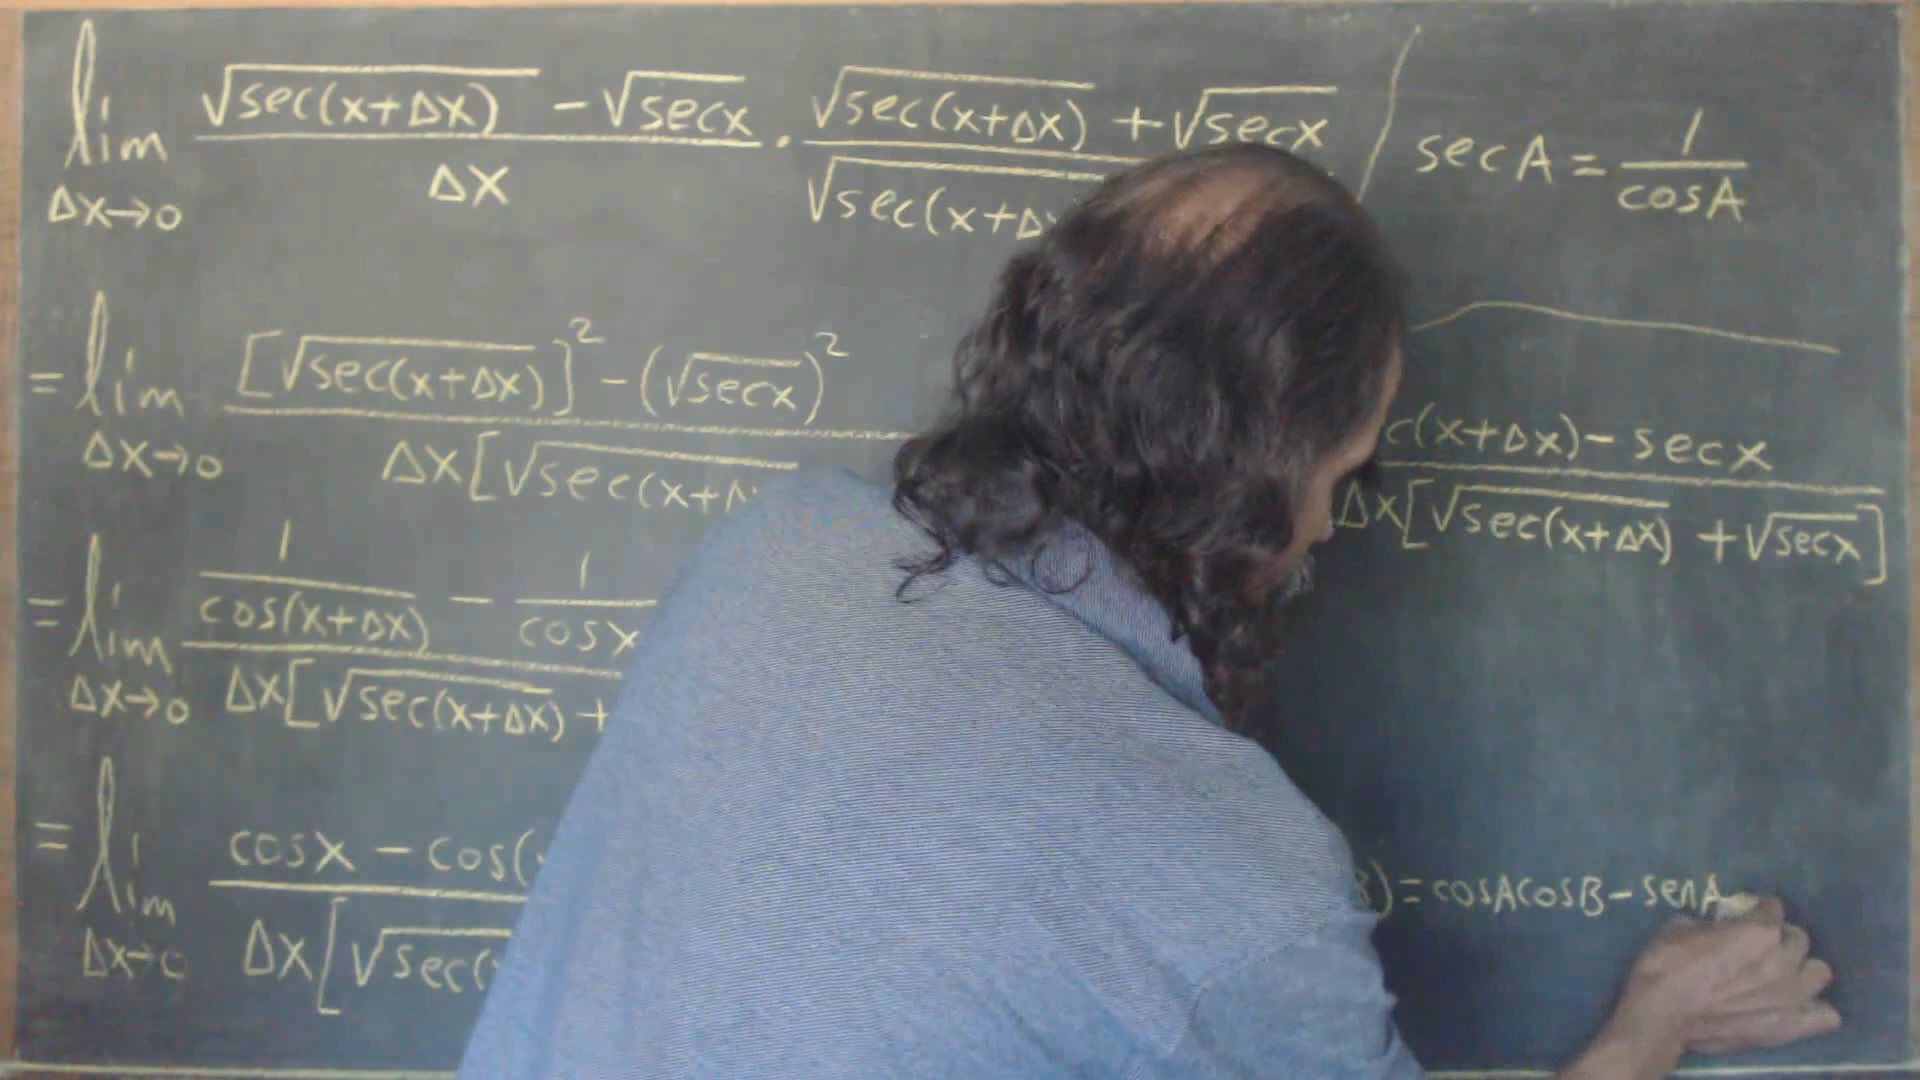 lim √sec(x+Δx) - √secx / Δx · √sec(x+Δx) + √secx / √sec(x+Δ
Δx→0
secA = 1/cosA
= lim [√sec(x+Δx)]² - (√secx)² / Δx[√sec(x+Δ
Δx→0
c(x+Δx) - secx / Δx[√sec(x+Δx) + √secx]
= lim 1/cos(x+Δx) - 1/cosx / Δx[√sec(x+Δx) +
Δx→0
= lim cosx - cos( / Δx[√sec(
Δx→0
) = cosAcosB - senA